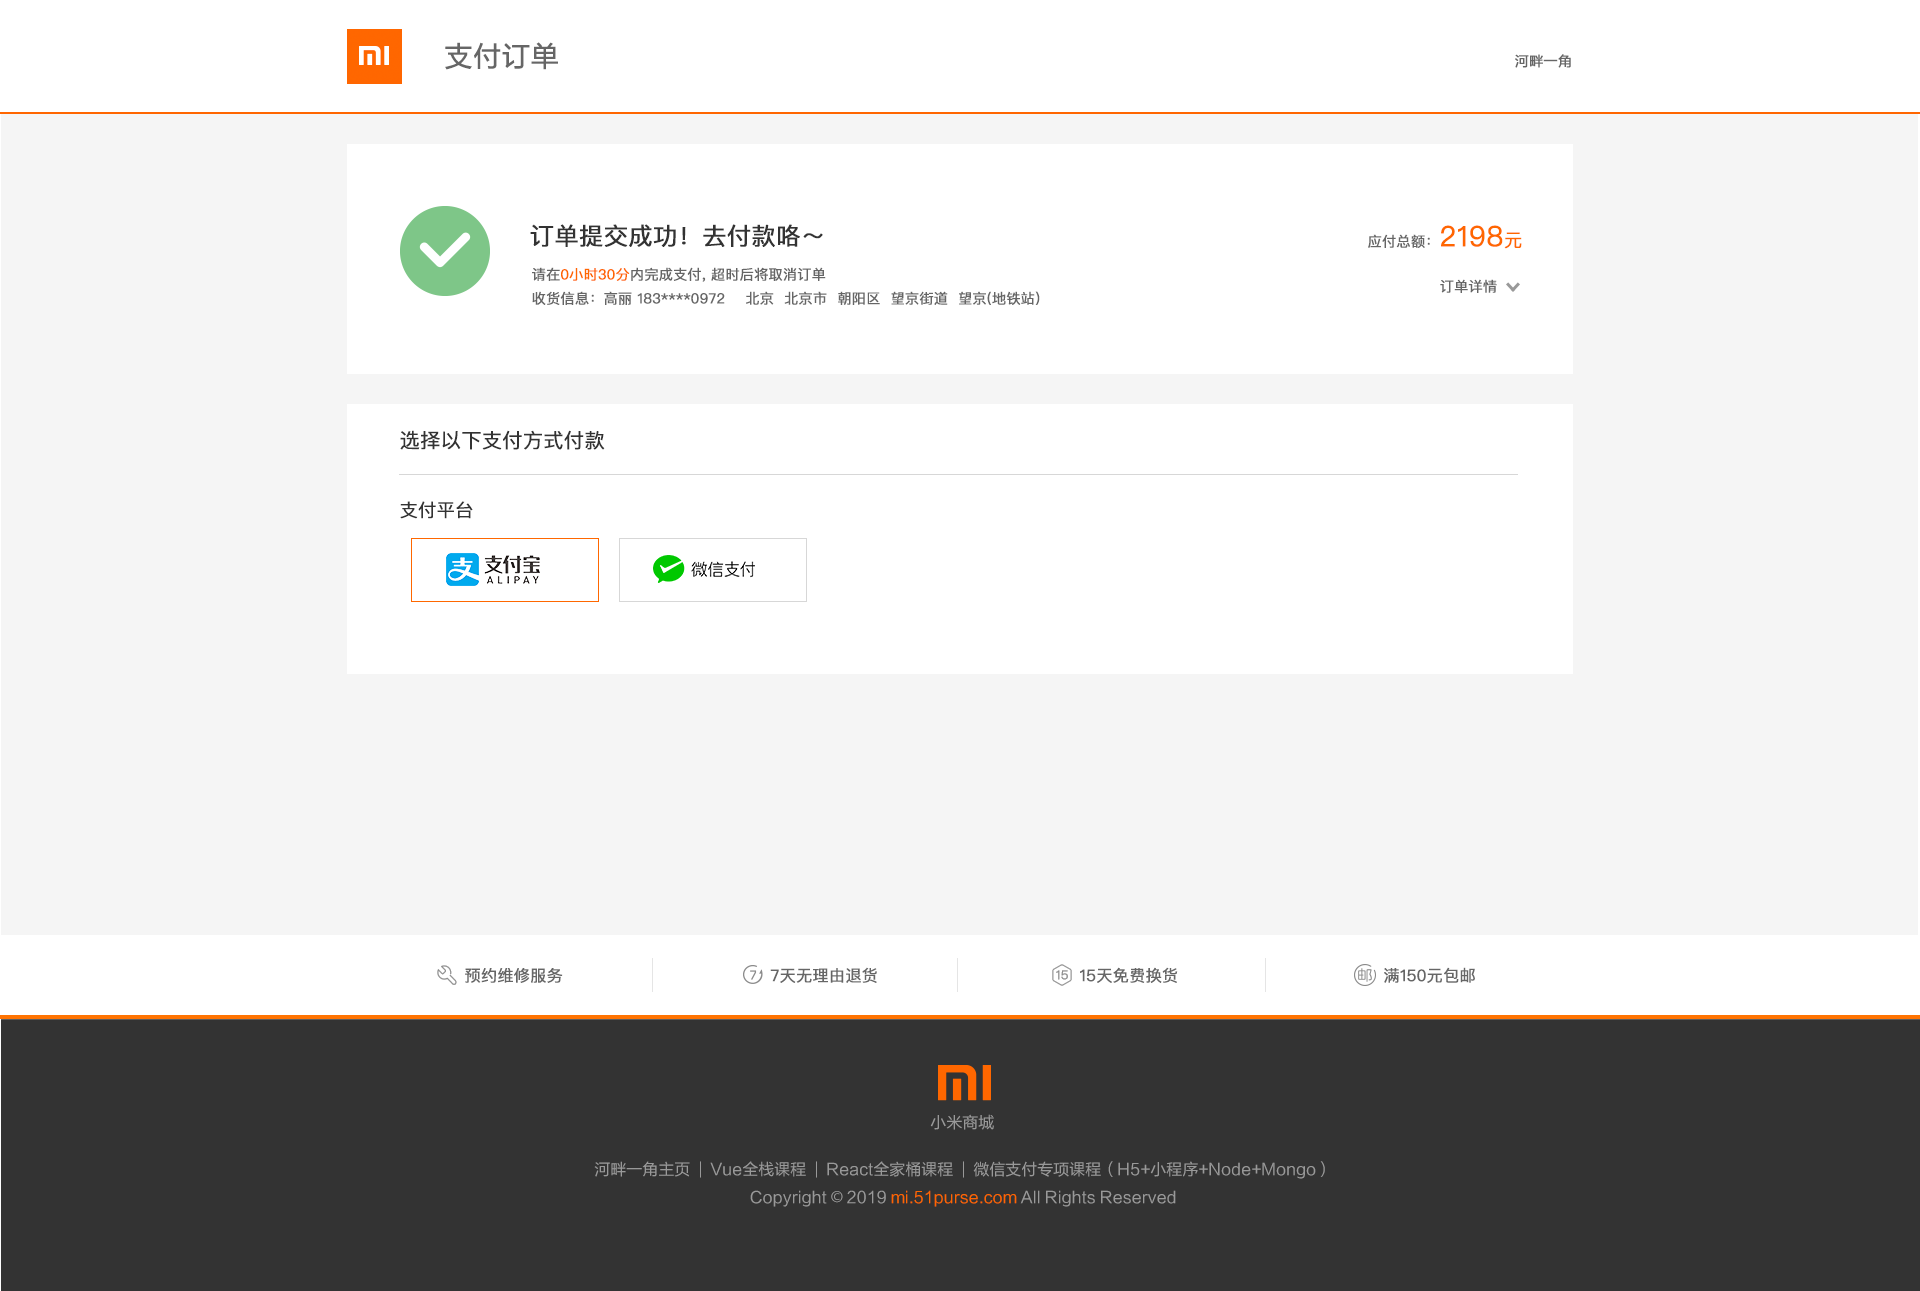 mi 支付订单 河畔一角
订单提交成功！去付款咯～ 应付总额：2198元
请在0小时30分内完成支付, 超时后将取消订单
收货信息：高丽 183****0972 北京 北京市 朝阳区 望京街道 望京(地铁站) 订单详情
选择以下支付方式付款
支付平台
支 支付宝 ALIPAY 微信支付
预约维修服务 7 7天无理由退货 15 15天免费换货 邮 满150元包邮
mi
小米商城
河畔一角主页 | Vue全栈课程 | React全家桶课程 | 微信支付专项课程（H5+小程序+Node+Mongo）
Copyright © 2019 mi.51purse.com All Rights Reserved